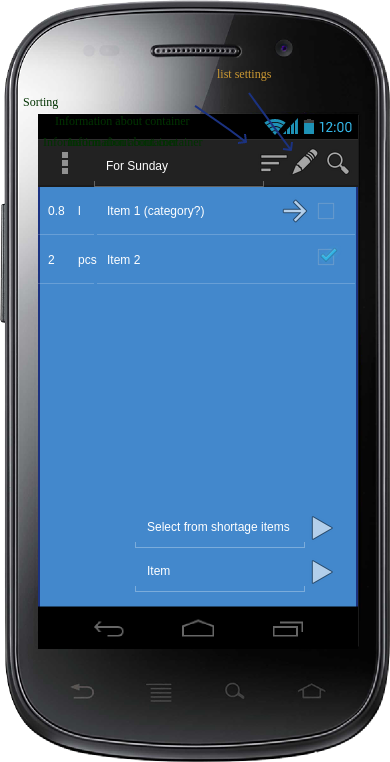 list settings
Sorting
Information about container
12:00
For Sunday
0.8 l Item 1 (category?)
2 pcs Item 2
Select from shortage items
Item